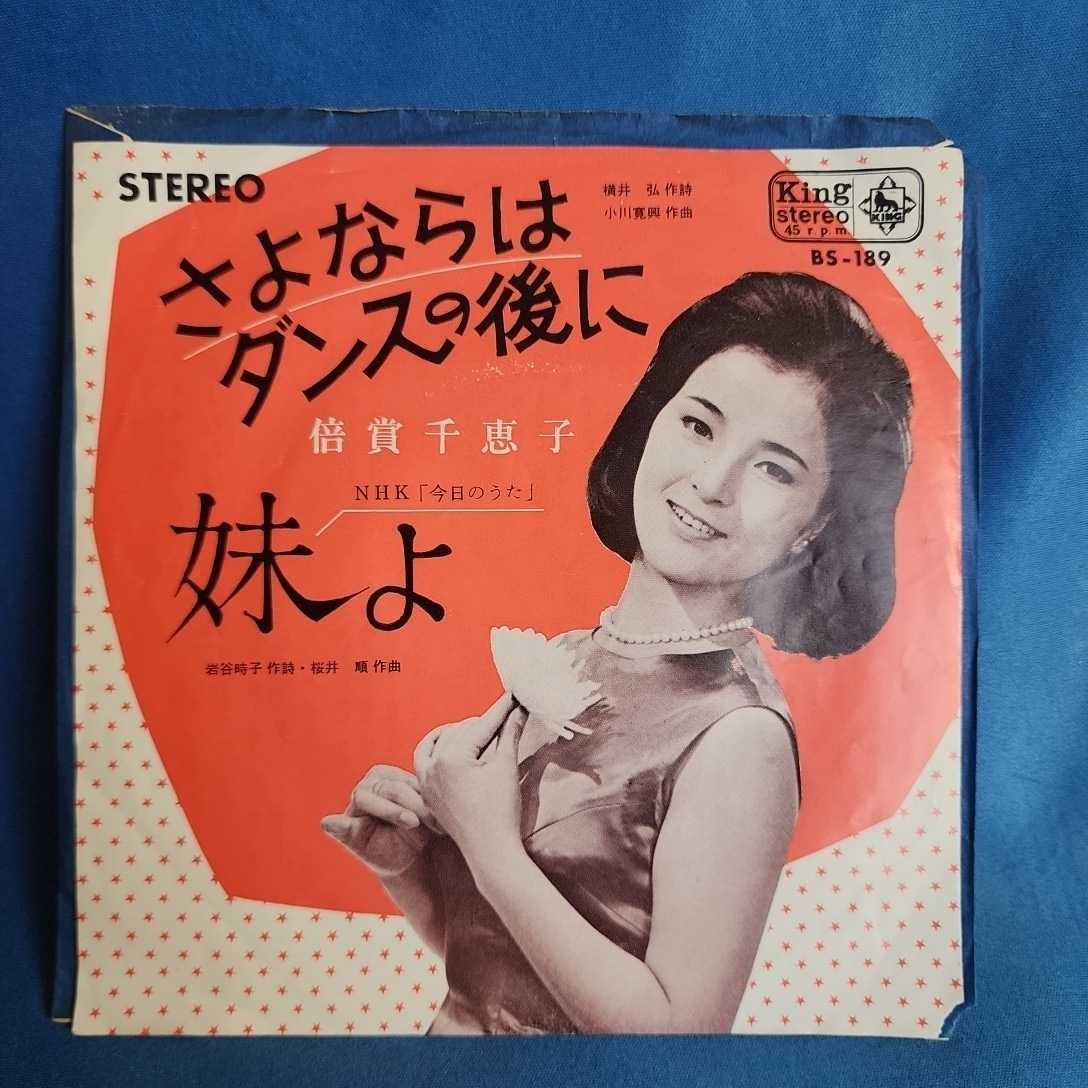 STEREO
さよならは
ダンスの後に
横井 弘 作詩
小川寛興 作曲
King
stereo
45 r.p.m
KING
BS-189
倍賞千恵子
NHK「今日のうた」
妹よ
岩谷時子 作詩・桜井 順 作曲